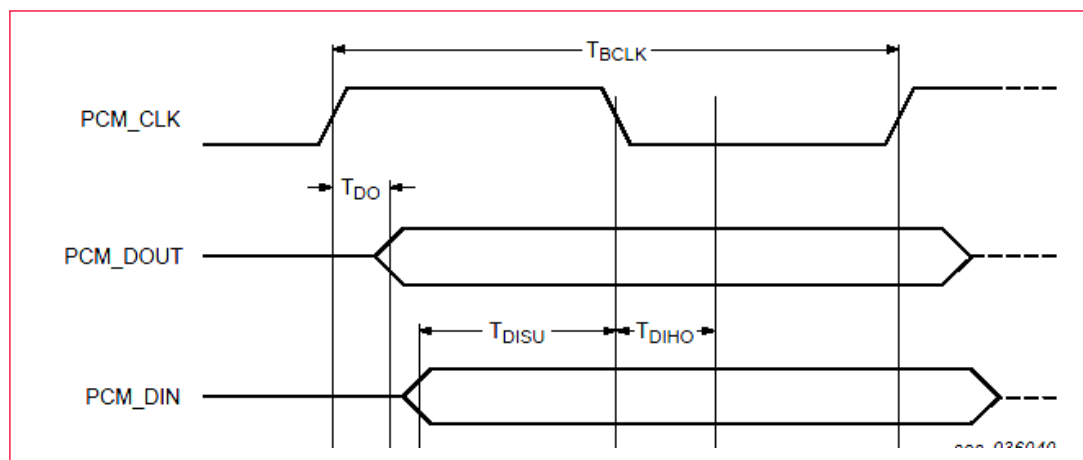 TBCLK
PCM_CLK
TDO
PCM_DOUT
TDISU
TDIHO
PCM_DIN